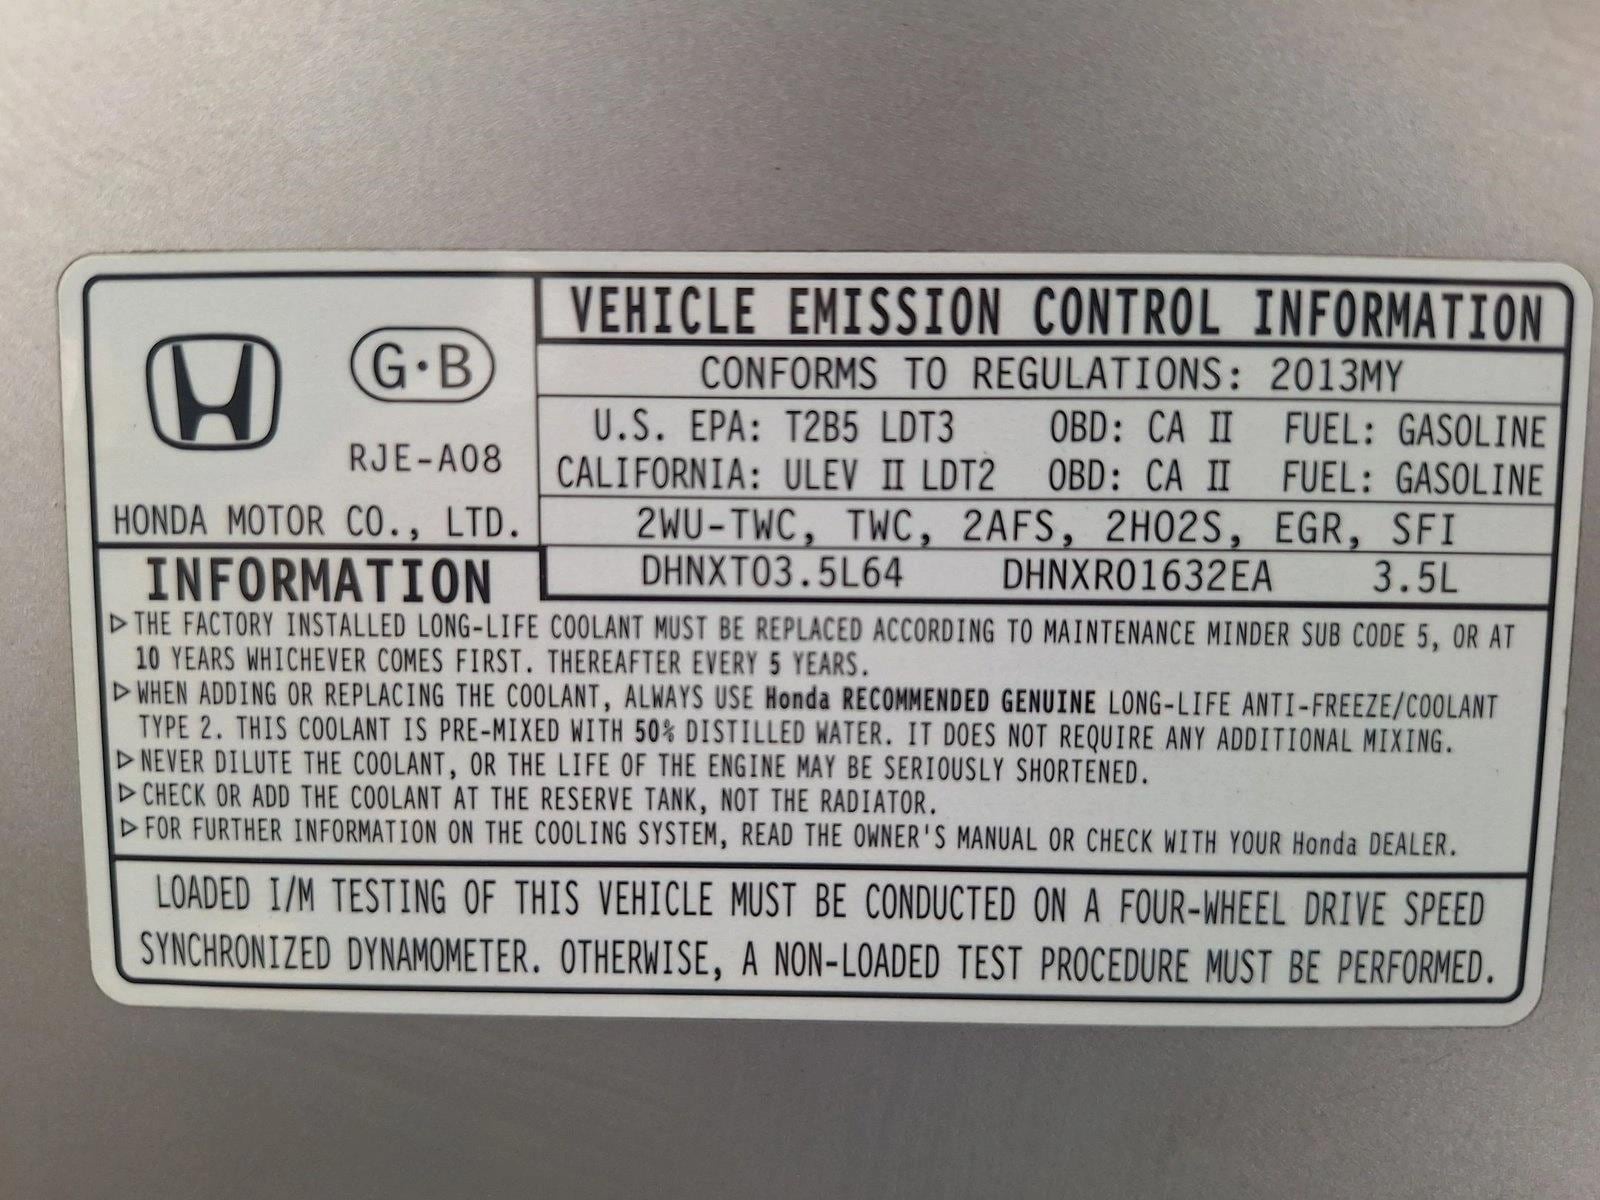 G·B
RJE-A08
HONDA MOTOR CO., LTD.
VEHICLE EMISSION CONTROL INFORMATION
CONFORMS TO REGULATIONS: 2013MY
U.S. EPA: T2B5 LDT3 OBD: CA II FUEL: GASOLINE
CALIFORNIA: ULEV II LDT2 OBD: CA II FUEL: GASOLINE
2WU-TWC, TWC, 2AFS, 2HO2S, EGR, SFI
DHNXT03.5L64 DHNXR01632EA 3.5L
INFORMATION
▷THE FACTORY INSTALLED LONG-LIFE COOLANT MUST BE REPLACED ACCORDING TO MAINTENANCE MINDER SUB CODE 5, OR AT
10 YEARS WHICHEVER COMES FIRST. THEREAFTER EVERY 5 YEARS.
▷WHEN ADDING OR REPLACING THE COOLANT, ALWAYS USE Honda RECOMMENDED GENUINE LONG-LIFE ANTI-FREEZE/COOLANT
TYPE 2. THIS COOLANT IS PRE-MIXED WITH 50% DISTILLED WATER. IT DOES NOT REQUIRE ANY ADDITIONAL MIXING.
▷NEVER DILUTE THE COOLANT, OR THE LIFE OF THE ENGINE MAY BE SERIOUSLY SHORTENED.
▷CHECK OR ADD THE COOLANT AT THE RESERVE TANK, NOT THE RADIATOR.
▷FOR FURTHER INFORMATION ON THE COOLING SYSTEM, READ THE OWNER'S MANUAL OR CHECK WITH YOUR Honda DEALER.
LOADED I/M TESTING OF THIS VEHICLE MUST BE CONDUCTED ON A FOUR-WHEEL DRIVE SPEED
SYNCHRONIZED DYNAMOMETER. OTHERWISE, A NON-LOADED TEST PROCEDURE MUST BE PERFORMED.